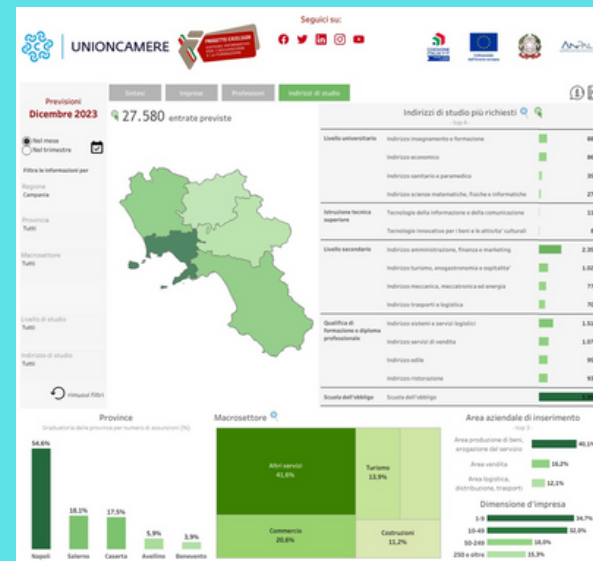 Seguici su:
UNIONCAMERE
PROGETTO EXCELSIOR
Previsioni
Dicembre 2023
Nel mese
Nel trimestre
Filtra le informazioni per
Regione
Campania
Provincia
Tutti
Macrosettore
Tutti
Livello di studio
Tutti
Indirizzo di studio
Tutti
rimuovi filtri
Sintesi
Imprese
Professioni
Indirizzi di studio
27.580 entrate previste
Indirizzi di studio più richiesti
- top 4 -
Livello universitario
Indirizzo insegnamento e formazione
Indirizzo economico
Indirizzo sanitario e paramedico
Indirizzo scienze matematiche, fisiche e informatiche
Istruzione tecnica superiore
Tecnologie della informazione e della comunicazione
Tecnologie innovative per i beni e le attivita' culturali
Livello secondario
Indirizzo amministrazione, finanza e marketing
Indirizzo turismo, enogastronomia e ospitalita'
Indirizzo meccanica, meccatronica ed energia
Indirizzo trasporti e logistica
Qualifica di formazione e diploma professionale
Indirizzo sistemi e servizi logistici
Indirizzo servizi di vendita
Indirizzo edile
Indirizzo ristorazione
Scuola dell'obbligo
Scuola dell'obbligo
Province
Graduatoria delle province per numero di assunzioni (%)
54,6%
18,1%
17,5%
5,9%
3,9%
Napoli
Salerno
Caserta
Avellino
Benevento
Macrosettore
Altri servizi
41,6%
Turismo
13,9%
Commercio
20,6%
Costruzioni
11,2%
Area aziendale di inserimento
- top 3 -
Area produzione di beni, erogazione del servizio
40,1%
Area vendita
16,2%
Area logistica, distribuzione, trasporti
12,1%
Dimensione d'impresa
1-9
34,7%
10-49
32,0%
50-249
18,0%
250 e oltre
15,3%